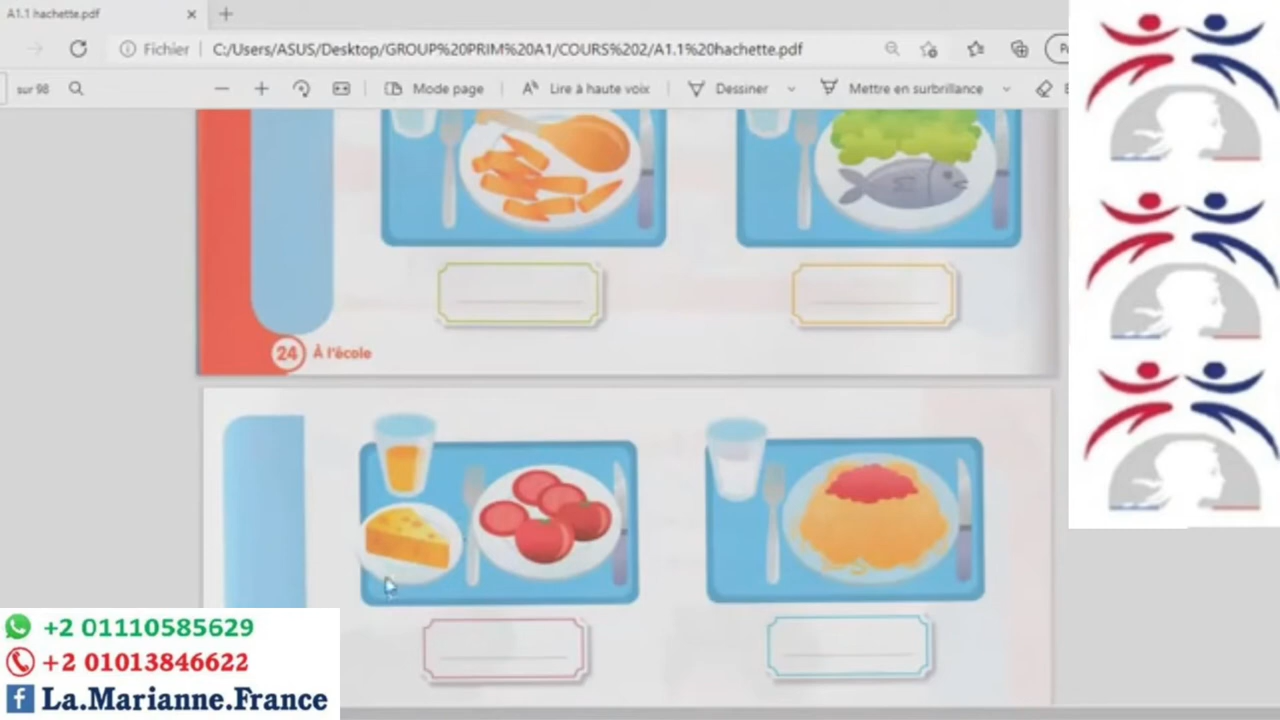 A1.1 hachette.pdf
Fichier
C:/Users/ASUS/Desktop/GROUP%20PRIM%20A1/COURS%202/A1.1%20hachette.pdf
sur 98
Mode page
Lire à haute voix
Dessiner
Mettre en surbrillance
24 À l'école
+2 01110585629
+2 01013846622
La.Marianne.France